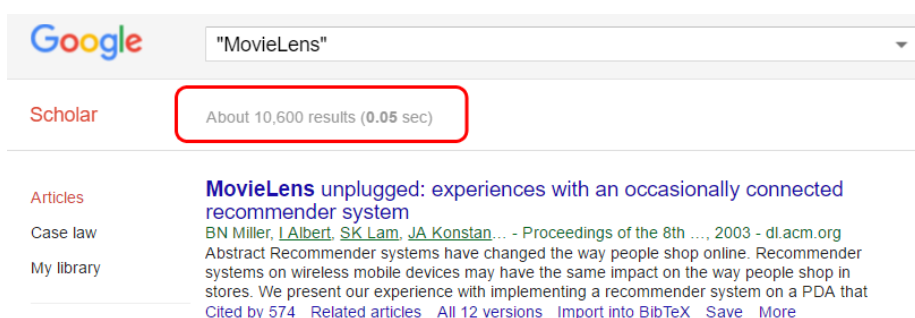 Google
"MovieLens"
Scholar
About 10,600 results (0.05 sec)
Articles
Case law
My library
MovieLens unplugged: experiences with an occasionally connected
recommender system
BN Miller, I Albert, SK Lam, JA Konstan... - Proceedings of the 8th ..., 2003 - dl.acm.org
Abstract Recommender systems have changed the way people shop online. Recommender
systems on wireless mobile devices may have the same impact on the way people shop in
stores. We present our experience with implementing a recommender system on a PDA that
Cited by 574 Related articles All 12 versions Import into BibTeX Save More